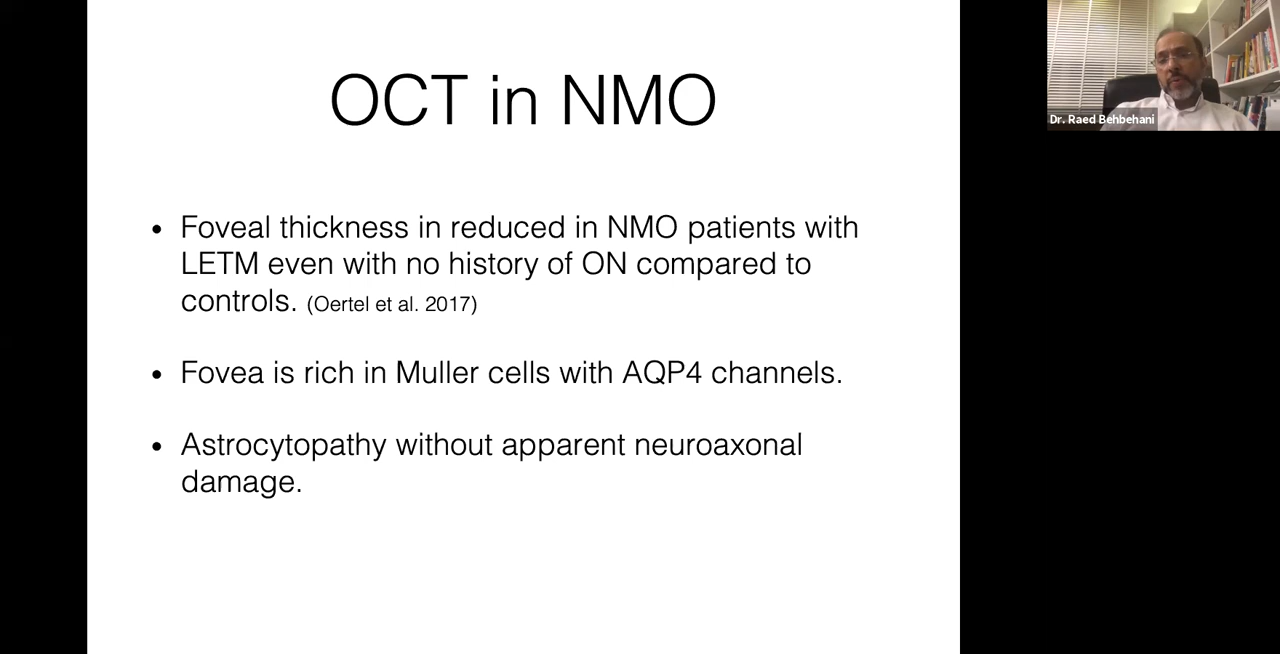 OCT in NMO
• Foveal thickness in reduced in NMO patients with
LETM even with no history of ON compared to
controls. (Oertel et al. 2017)
• Fovea is rich in Muller cells with AQP4 channels.
• Astrocytopathy without apparent neuroaxonal
damage.
Dr. Raed Behbehani